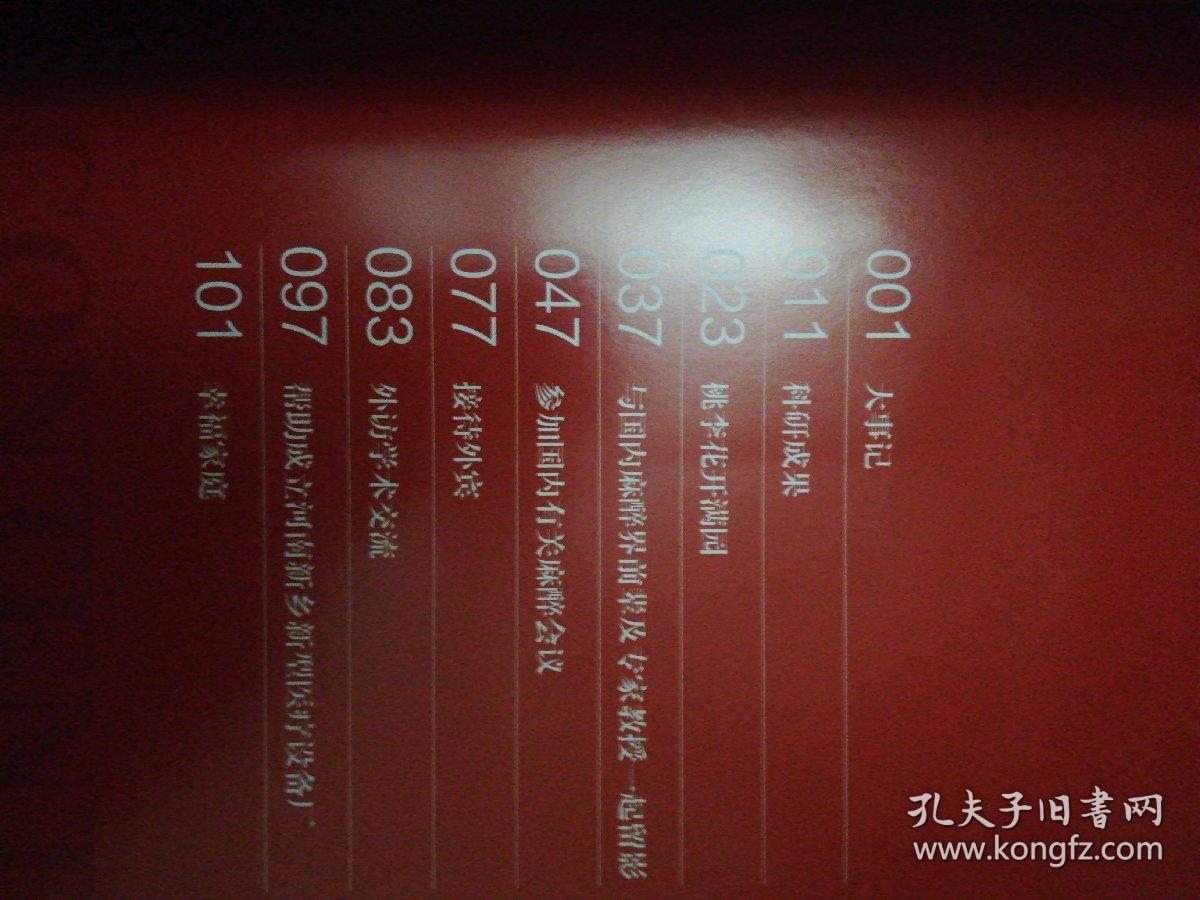 001 大事记
011 科研成果
023 桃李花开满园
037 与国内麻醉界前辈及专家教授一起留影
047 参加国内有关麻醉会议
077 接待外宾
083 外访学术交流
097 帮助成立河南新乡新型医疗设备厂
101 幸福家庭
孔夫子旧書网
www.kongfz.com